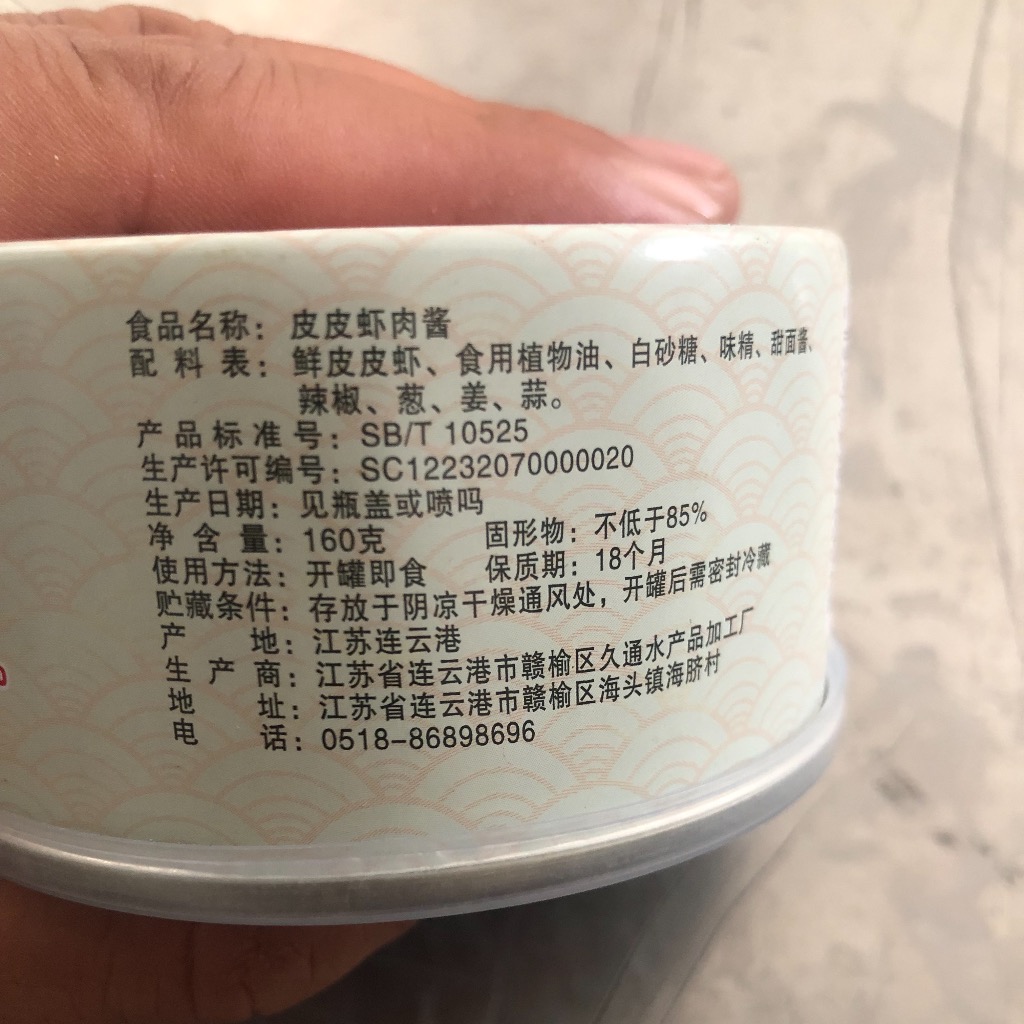 食品名称：皮皮虾肉酱
配料表：鲜皮皮虾、食用植物油、白砂糖、味精、甜面酱、
辣椒、葱、姜、蒜。
产品标准号：SB/T 10525
生产许可编号：SC12232070000020
生产日期：见瓶盖或喷吗
净含量：160克 固形物：不低于85%
使用方法：开罐即食 保质期：18个月
贮藏条件：存放于阴凉干燥通风处，开罐后需密封冷藏
产地：江苏连云港
生产商：江苏省连云港市赣榆区久通水产品加工厂
地址：江苏省连云港市赣榆区海头镇海脐村
电话：0518-86898696